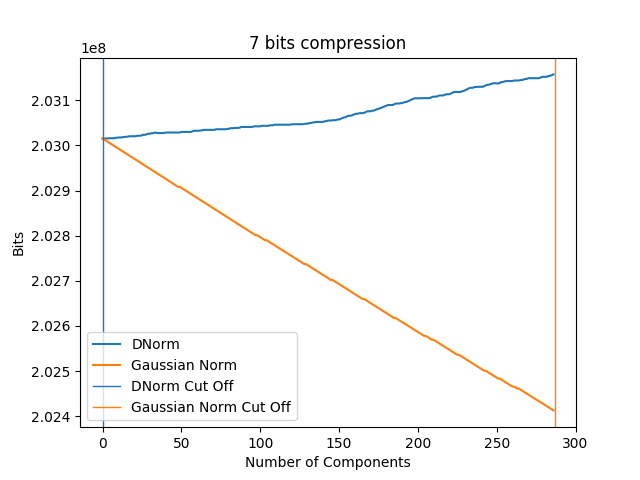 7 bits compression
1e8
2.031
2.030
2.029
2.028
2.027
2.026
2.025
2.024
Bits
DNorm
Gaussian Norm
DNorm Cut Off
Gaussian Norm Cut Off
0 50 100 150 200 250 300
Number of Components